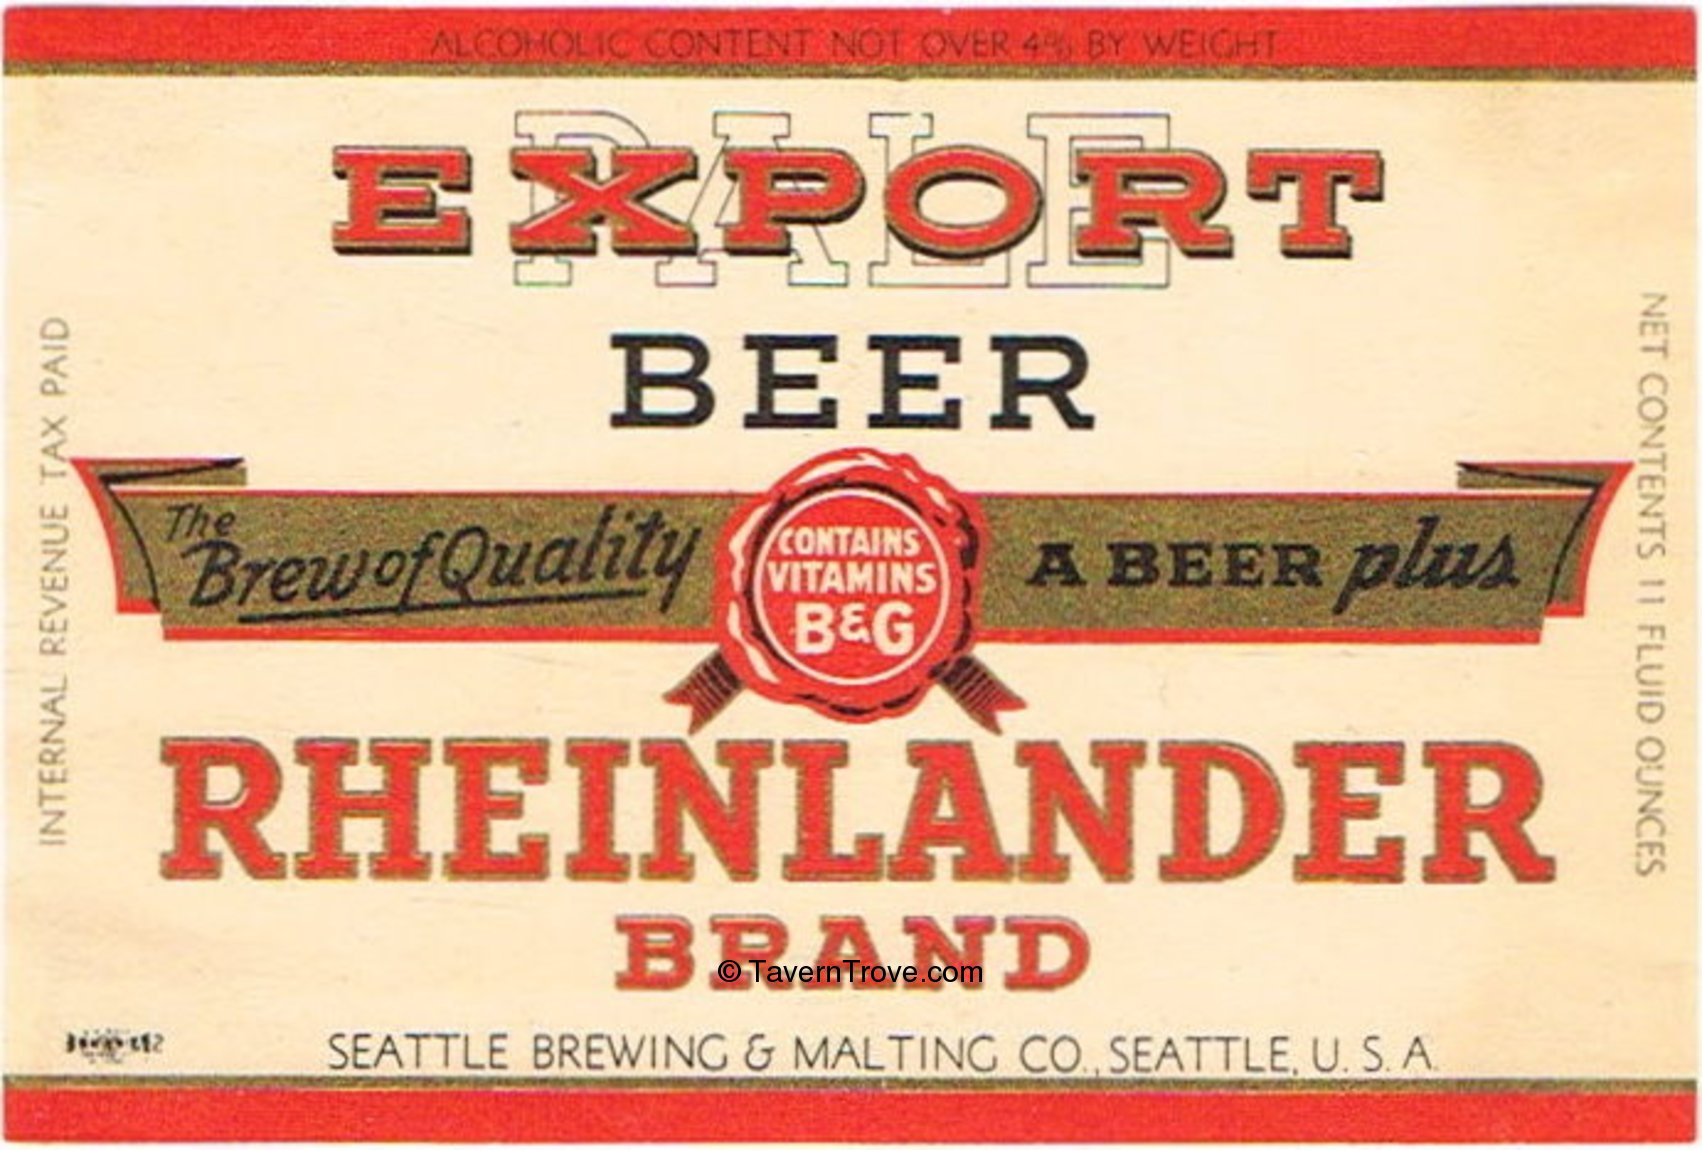 ALCOHOLIC CONTENT NOT OVER 4% BY WEIGHT
PALE
EXPORT
BEER
INTERNAL REVENUE TAX PAID
The
Brew of Quality
CONTAINS
VITAMINS
B&G
A BEER plus
NET CONTENTS 11 FLUID OUNCES
RHEINLANDER
BRAND
© TavernTrove.com
SEATTLE BREWING & MALTING CO., SEATTLE, U. S. A.